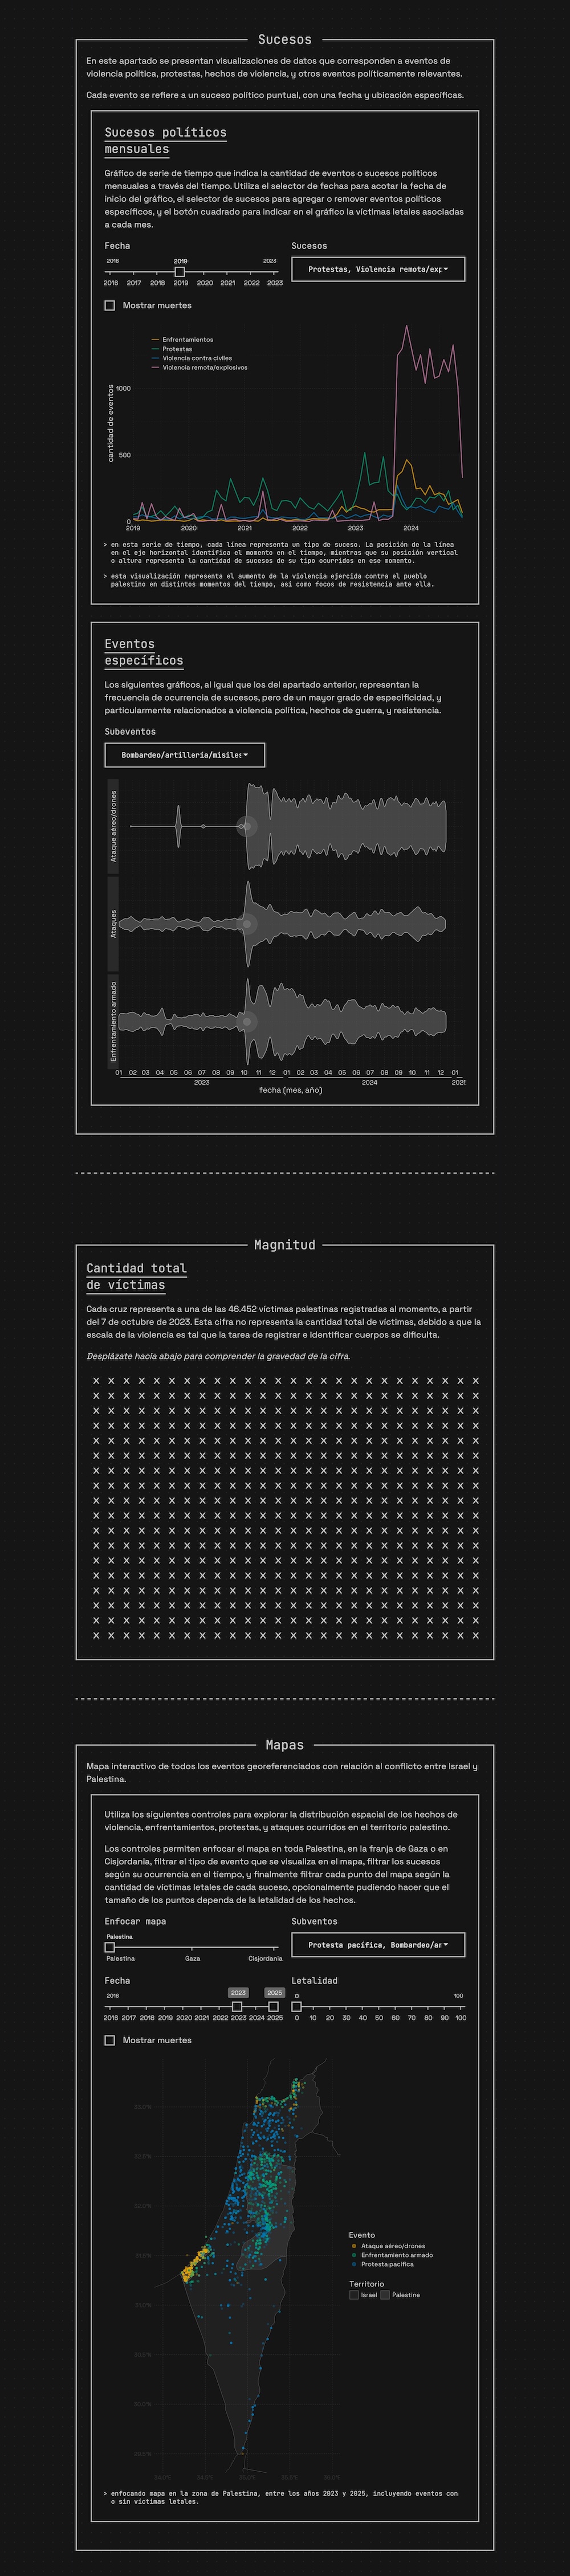 Sucesos
En este apartado se presentan visualizaciones de datos que corresponden a eventos de
violencia política, protestas, hechos de violencia, y otros eventos políticamente relevantes.
Cada evento se refiere a un suceso político puntual, con una fecha y ubicación específicas.
Sucesos políticos
mensuales
Gráfico de serie de tiempo que indica la cantidad de eventos o sucesos políticos
mensuales a través del tiempo. Utiliza el selector de fechas para acotar la fecha de
inicio del gráfico, el selector de sucesos para agregar o remover eventos políticos
específicos, y el botón cuadrado para indicar en el gráfico la víctimas letales asociadas
a cada mes.
Fecha
Sucesos
2016 2019 2023
Protestas, Violencia remota/exp
2016 2017 2018 2019 2020 2021 2022 2023
Mostrar muertes
Enfrentamientos
Protestas
Violencia contra civiles
Violencia remota/explosivos
1000
cantidad de eventos
500
0
2019 2020 2021 2022 2023 2024
> en esta serie de tiempo, cada línea representa un tipo de suceso. La posición de la línea
en el eje horizontal identifica el momento en el tiempo, mientras que su posición vertical
o altura representa la cantidad de sucesos de su tipo ocurridos en ese momento.
> esta visualización representa el aumento de la violencia ejercida contra el pueblo
palestino en distintos momentos del tiempo, así como focos de resistencia ante ella.
Eventos
específicos
Los siguientes gráficos, al igual que los del apartado anterior, representan la
frecuencia de ocurrencia de sucesos, pero de un mayor grado de especificidad, y
particularmente relacionados a violencia política, hechos de guerra, y resistencia.
Subeventos
Bombardeo/artillería/misiles
Ataque aéreo/drones
Ataques
Enfrentamiento armado
01 02 03 04 05 06 07 08 09 10 11 12 01 02 03 04 05 06 07 08 09 10 11 12 01
2023 2024 2025
fecha (mes, año)
Magnitud
Cantidad total
de víctimas
Cada cruz representa a una de las 46.452 víctimas palestinas registradas al momento, a partir
del 7 de octubre de 2023. Esta cifra no representa la cantidad total de víctimas, debido a que la
escala de la violencia es tal que la tarea de registrar e identificar cuerpos se dificulta.
Desplázate hacia abajo para comprender la gravedad de la cifra.
Mapas
Mapa interactivo de todos los eventos georeferenciados con relación al conflicto entre Israel y
Palestina.
Utiliza los siguientes controles para explorar la distribución espacial de los hechos de
violencia, enfrentamientos, protestas, y ataques ocurridos en el territorio palestino.
Los controles permiten enfocar el mapa en toda Palestina, en la franja de Gaza o en
Cisjordania, filtrar el tipo de evento que se visualiza en el mapa, filtrar los sucesos
según su ocurrencia en el tiempo, y finalmente filtrar cada punto del mapa según la
cantidad de víctimas letales de cada suceso, opcionalmente pudiendo hacer que el
tamaño de los puntos dependa de la letalidad de los hechos.
Enfocar mapa
Subventos
Palestina
Protesta pacífica, Bombardeo/ar
Palestina Gaza Cisjordania
Fecha
Letalidad
2016 2023 2025
0 100
2016 2017 2018 2019 2020 2021 2022 2023 2024 2025
0 10 20 30 40 50 60 70 80 90 100
Mostrar muertes
Evento
Ataque aéreo/drones
Enfrentamiento armado
Protesta pacífica
Territorio
Israel Palestine
> enfocando mapa en la zona de Palestina, entre los años 2023 y 2025, incluyendo eventos con
o sin víctimas letales.